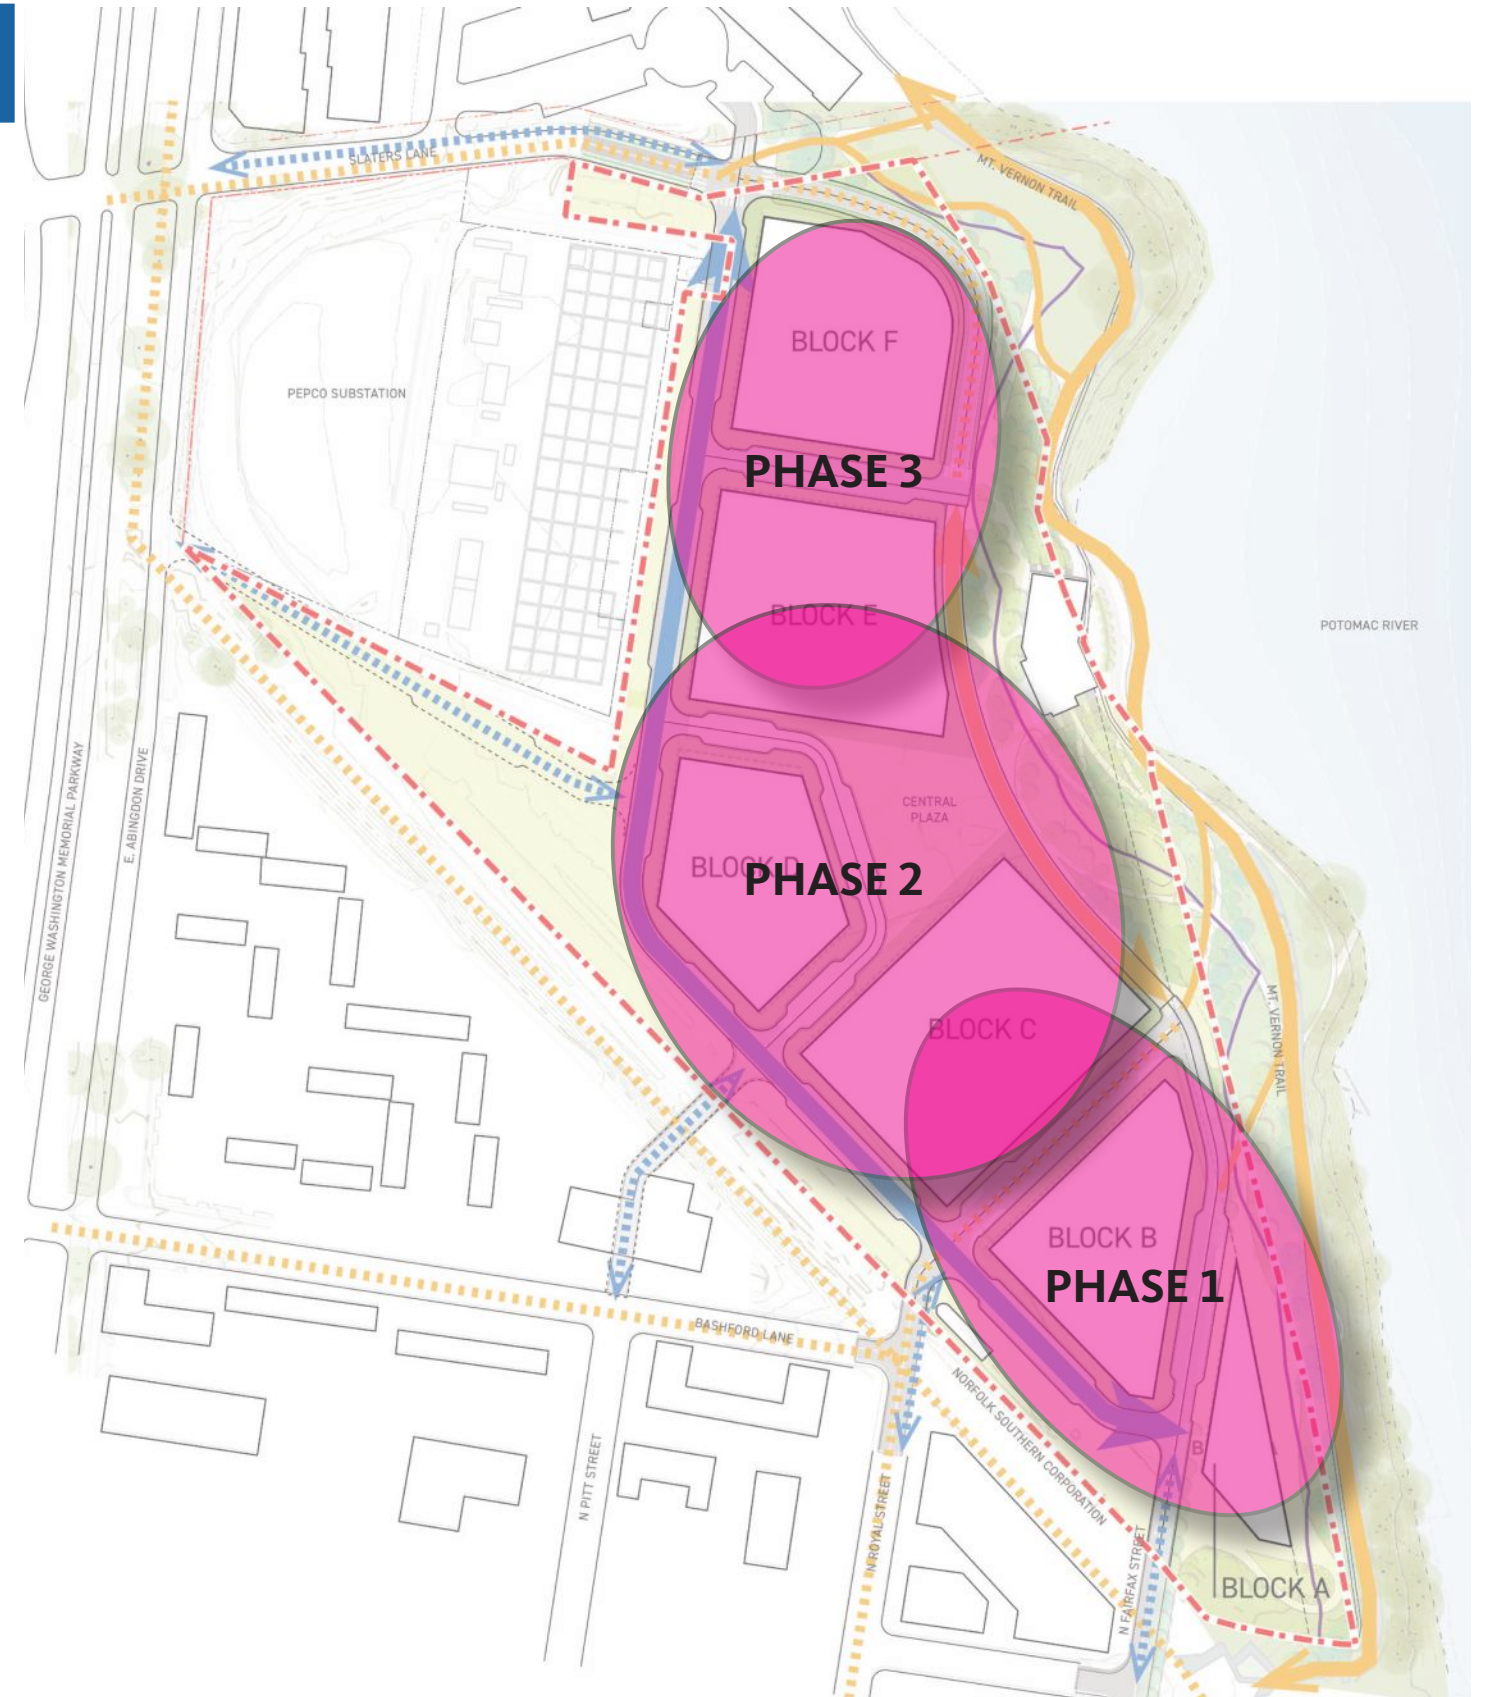 SLATERS LANE
MT. VERNON TRAIL
BLOCK F
PEPCO SUBSTATION
PHASE 3
BLOCK E
POTOMAC RIVER
GEORGE WASHINGTON MEMORIAL PARKWAY
E. ABINGDON DRIVE
CENTRAL
PLAZA
BLOCK D
PHASE 2
BLOCK C
MT. VERNON TRAIL
BLOCK B
PHASE 1
BASHFORD LANE
NORFOLK SOUTHERN CORPORATION
B
N PITT STREET
N ROYAL STREET
N FAIRFAX STREET
BLOCK A